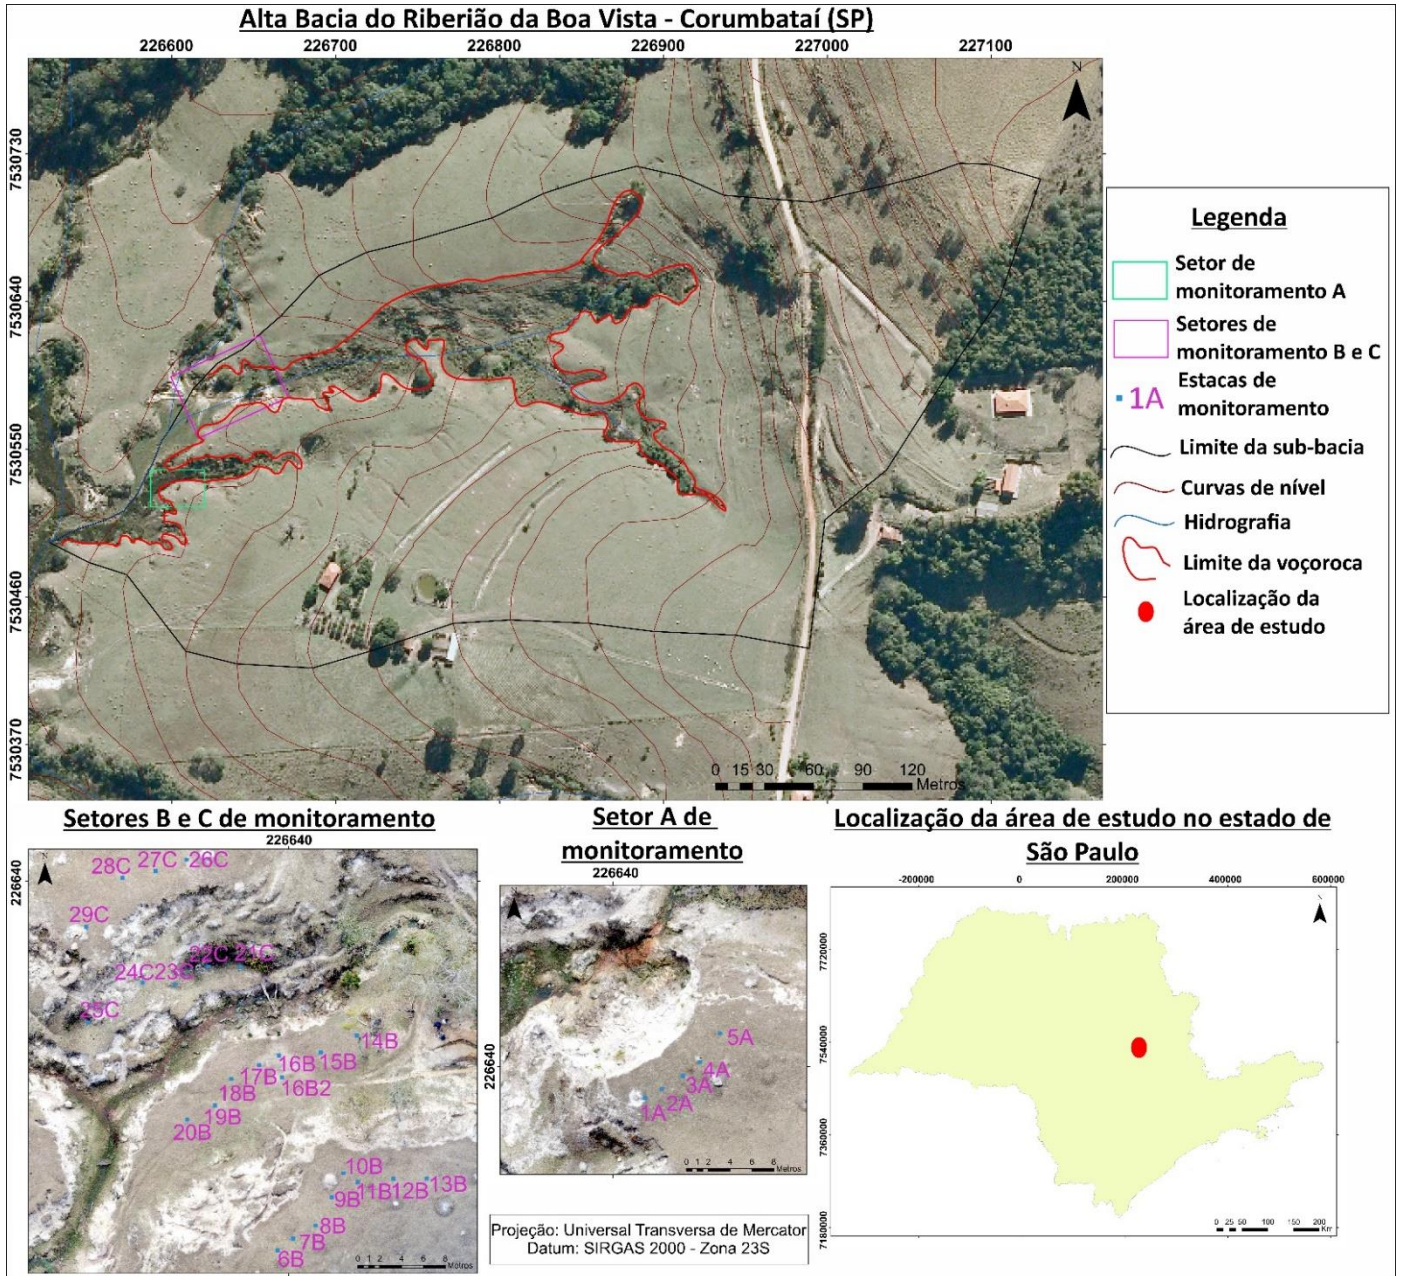 Alta Bacia do Riberião da Boa Vista - Corumbataí (SP)
226600 226700 226800 226900 227000 227100
7530730
7530640
7530550
7530460
7530370
N
0 15 30 60 90 120
Metros
Legenda
Setor de
monitoramento A
Setores de
monitoramento B e C
1A Estacas de
monitoramento
Limite da sub-bacia
Curvas de nível
Hidrografia
Limite da voçoroca
Localização da
área de estudo
Setores B e C de monitoramento
226640
226640
28C 27C 26C
29C
22C 21C
24C 23C
25C
14B
16B 15B
17B
16B2
18B
19B
20B
10B
11B 12B 13B
9B
8B
7B
6B
0 1 2 4 6 8
Metros
Setor A de
monitoramento
226640
226640
5A
4A
3A
2A
1A
0 1 2 4 6 8
Metros
Projeção: Universal Transversa de Mercator
Datum: SIRGAS 2000 - Zona 23S
Localização da área de estudo no estado de
São Paulo
-200000 0 200000 400000 600000
7720000
7540000
7360000
7180000
0 25 50 100 150 200